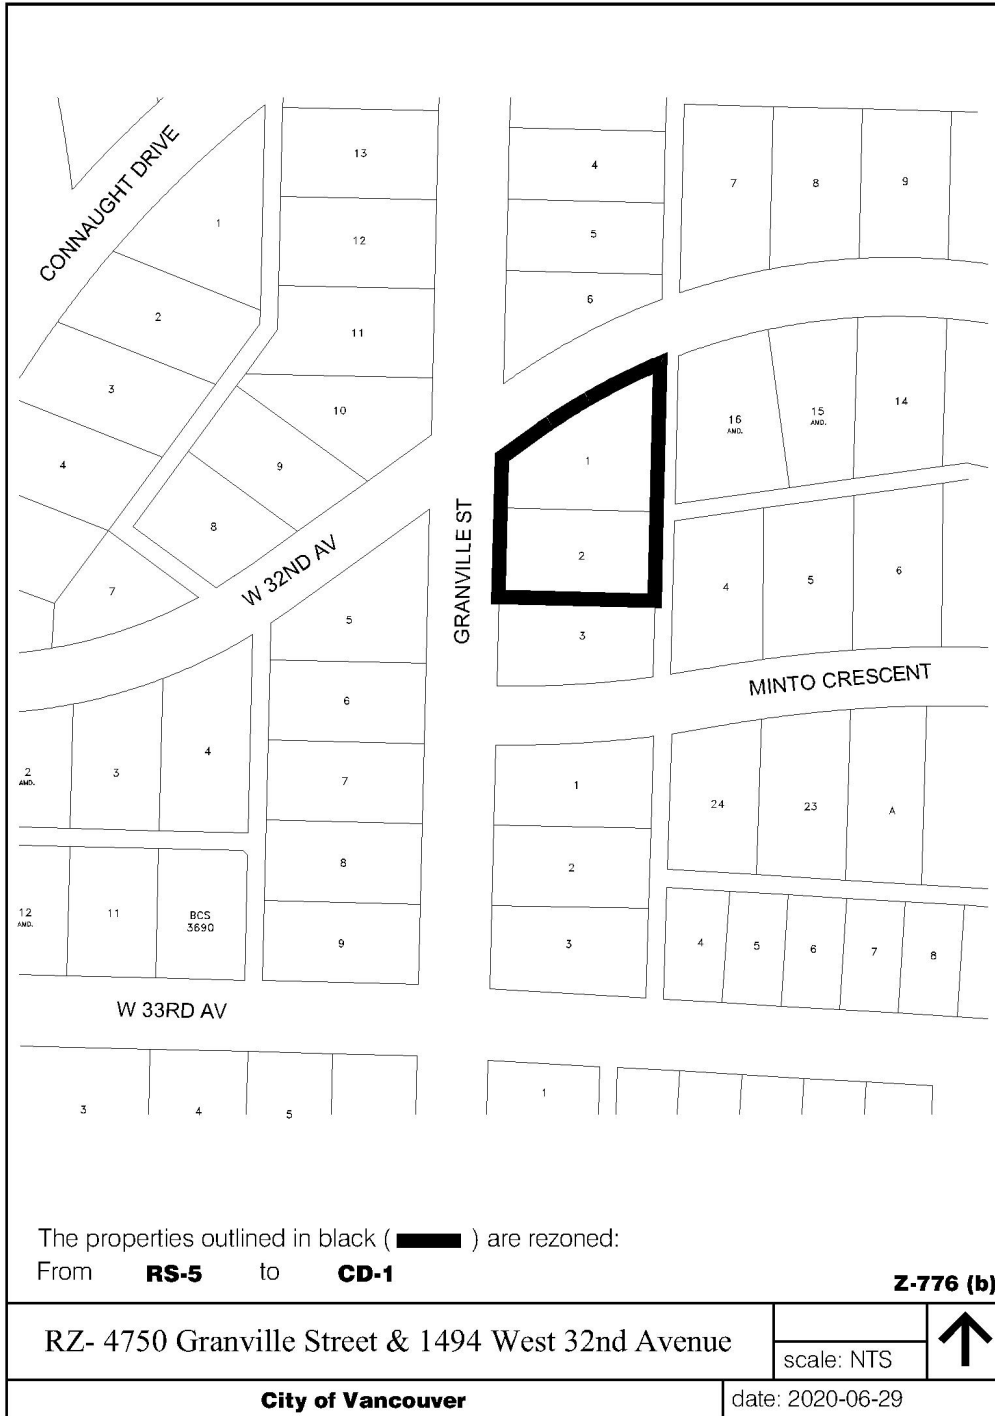 CONNAUGHT DRIVE
13
4
7
8
9
1
12
5
2
11
6
3
10
16
AMD.
15
AMD.
14
4
9
1
8
W 32ND AV
GRANVILLE ST
2
7
4
5
6
5
3
MINTO CRESCENT
6
4
2
AMD.
3
7
1
24
23
A
8
2
12
AMD.
11
BCS
3690
9
3
4
5
6
7
8
W 33RD AV
3
4
5
1
The properties outlined in black ( ) are rezoned:
From RS-5 to CD-1
Z-776 (b)
RZ- 4750 Granville Street & 1494 West 32nd Avenue
scale: NTS
City of Vancouver
date: 2020-06-29